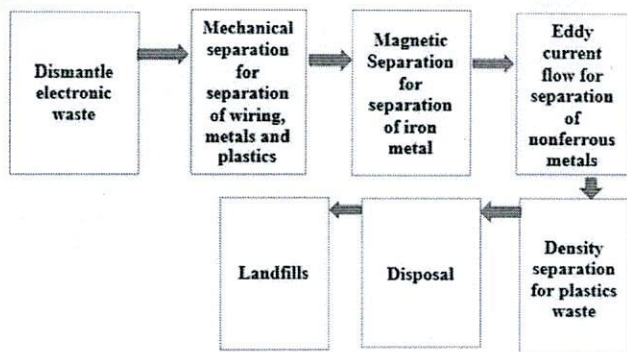 Dismantle
electronic
waste
Mechanical
separation
for
separation
of wiring,
metals and
plastics
Magnetic
Separation
for
separation
of iron
metal
Eddy
current
flow for
separation
of
nonferrous
metals
Density
separation
for plastics
waste
Disposal
Landfills